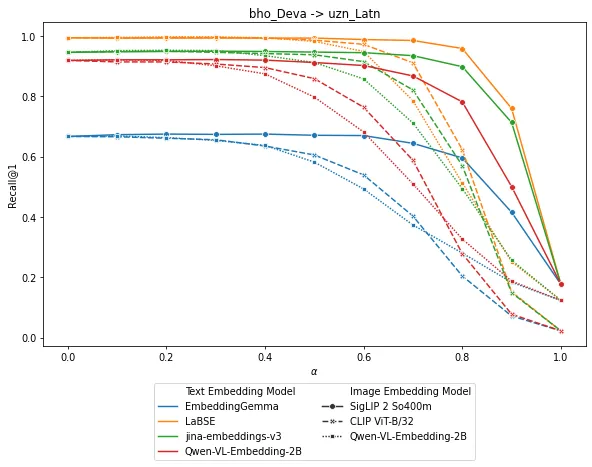 bho_Deva -> uzn_Latn
Recall@1
1.0
0.8
0.6
0.4
0.2
0.0
0.0 0.2 0.4 0.6 0.8 1.0
α
Text Embedding Model
EmbeddingGemma
LaBSE
jina-embeddings-v3
Qwen-VL-Embedding-2B
Image Embedding Model
SigLIP 2 So400m
CLIP ViT-B/32
Qwen-VL-Embedding-2B